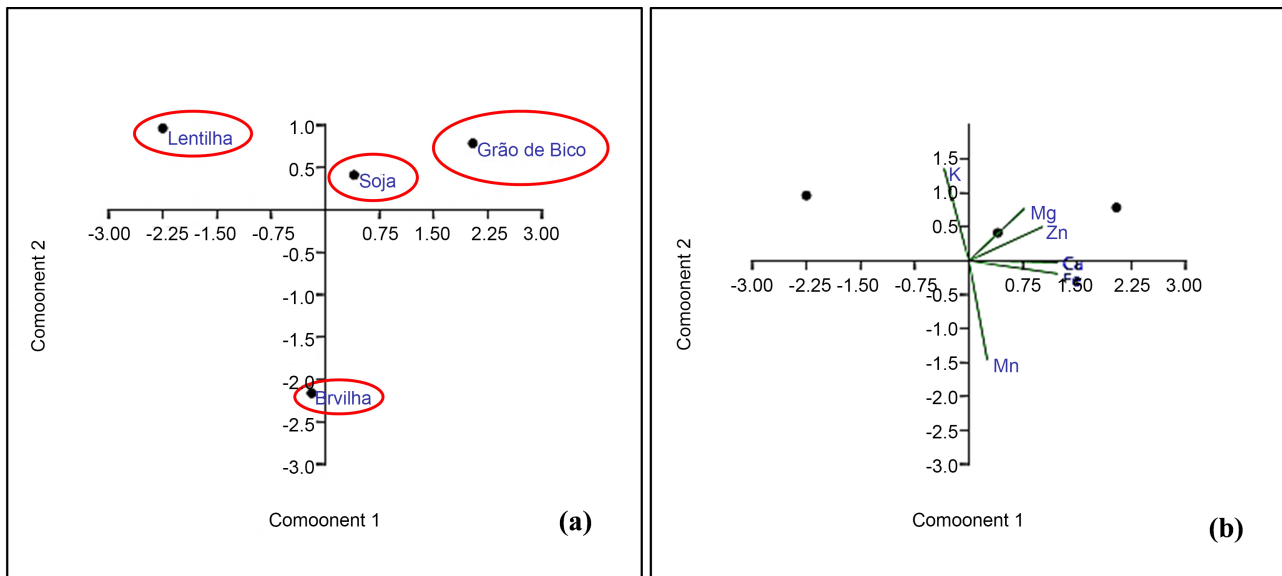 1.0
Lentilha
Grão de Bico
0.5
Soja
-3.00 -2.25 -1.50 -0.75 0.75 1.50 2.25 3.00
-0.5
-1.0
-1.5
-2.0
Brvilha
-2.5
-3.0
Comoonent 2
Comoonent 1
(a)
1.5
K
1.0
Mg
0.5
Zn
Ca
-3.00 -2.25 -1.50 -0.75 0.75 1.50 2.25 3.00
Fe
-0.5
-1.0
Mn
-1.5
-2.0
-2.5
-3.0
Comoonent 2
Comoonent 1
(b)